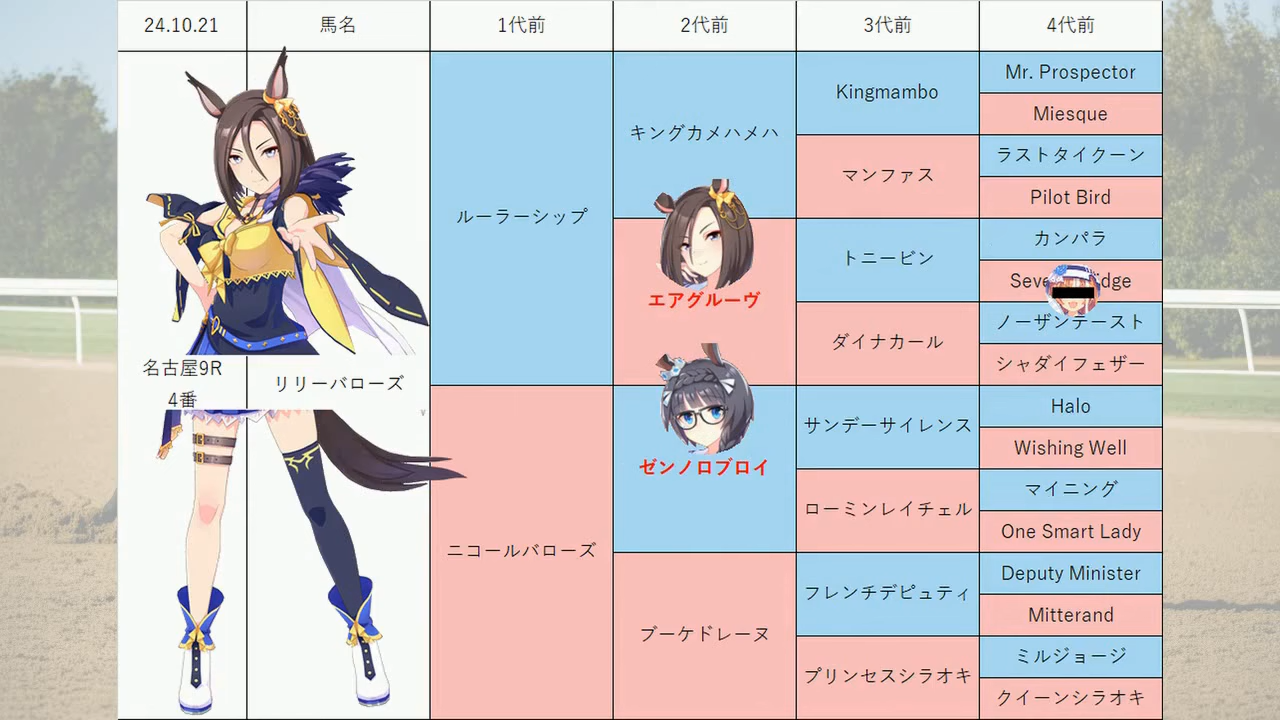 24.10.21
馬名
1代前
2代前
3代前
4代前
名古屋9R
4番
リリーバローズ
ルーラーシップ
ニコールバローズ
キングカメハメハ
エアグルーヴ
ゼンノロブロイ
ブーケドレーヌ
Kingmambo
マンファス
トニービン
ダイナカール
サンデーサイレンス
ローミンレイチェル
フレンチデピュティ
プリンセスシラオキ
Mr. Prospector
Miesque
ラストタイクーン
Pilot Bird
カンパラ
ノーザンテースト
シャダイフェザー
Halo
Wishing Well
マイニング
One Smart Lady
Deputy Minister
Mitterand
ミルジョージ
クイーンシラオキ